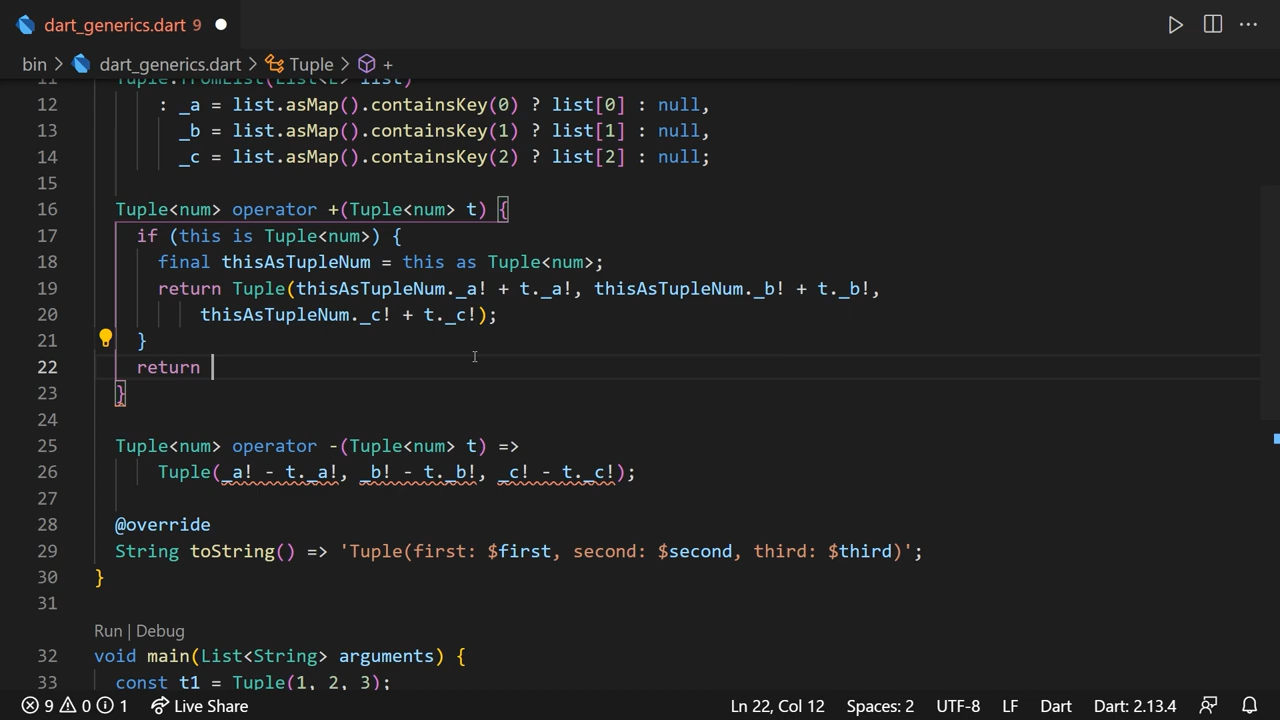 dart_generics.dart 9
bin > dart_generics.dart > Tuple > +
11 Tuple.fromList(List<E> list)
12 : _a = list.asMap().containsKey(0) ? list[0] : null,
13 _b = list.asMap().containsKey(1) ? list[1] : null,
14 _c = list.asMap().containsKey(2) ? list[2] : null;
15
16 Tuple<num> operator +(Tuple<num> t) {
17 if (this is Tuple<num>) {
18 final thisAsTupleNum = this as Tuple<num>;
19 return Tuple(thisAsTupleNum._a! + t._a!, thisAsTupleNum._b! + t._b!,
20 thisAsTupleNum._c! + t._c!);
21 }
22 return
23 }
24
25 Tuple<num> operator -(Tuple<num> t) =>
26 Tuple(_a! - t._a!, _b! - t._b!, _c! - t._c!);
27
28 @override
29 String toString() => 'Tuple(first: $first, second: $second, third: $third)';
30 }
31
Run | Debug
32 void main(List<String> arguments) {
33 const t1 = Tuple(1, 2, 3);
9 0 1 Live Share Ln 22, Col 12 Spaces: 2 UTF-8 LF Dart Dart: 2.13.4